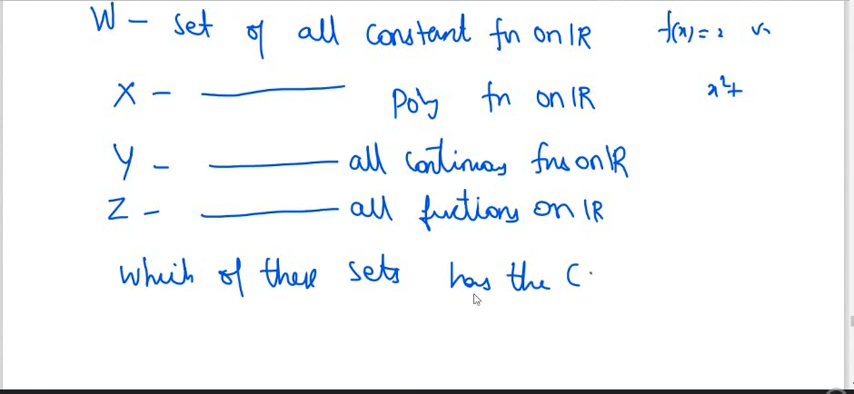 W - set of all constant fn on IR f(x) = 2
X - ——— Poly fn on IR x²+
Y - ——— all continuous fns on IR
Z - ——— all fuctions on IR
which of these sets has the C.